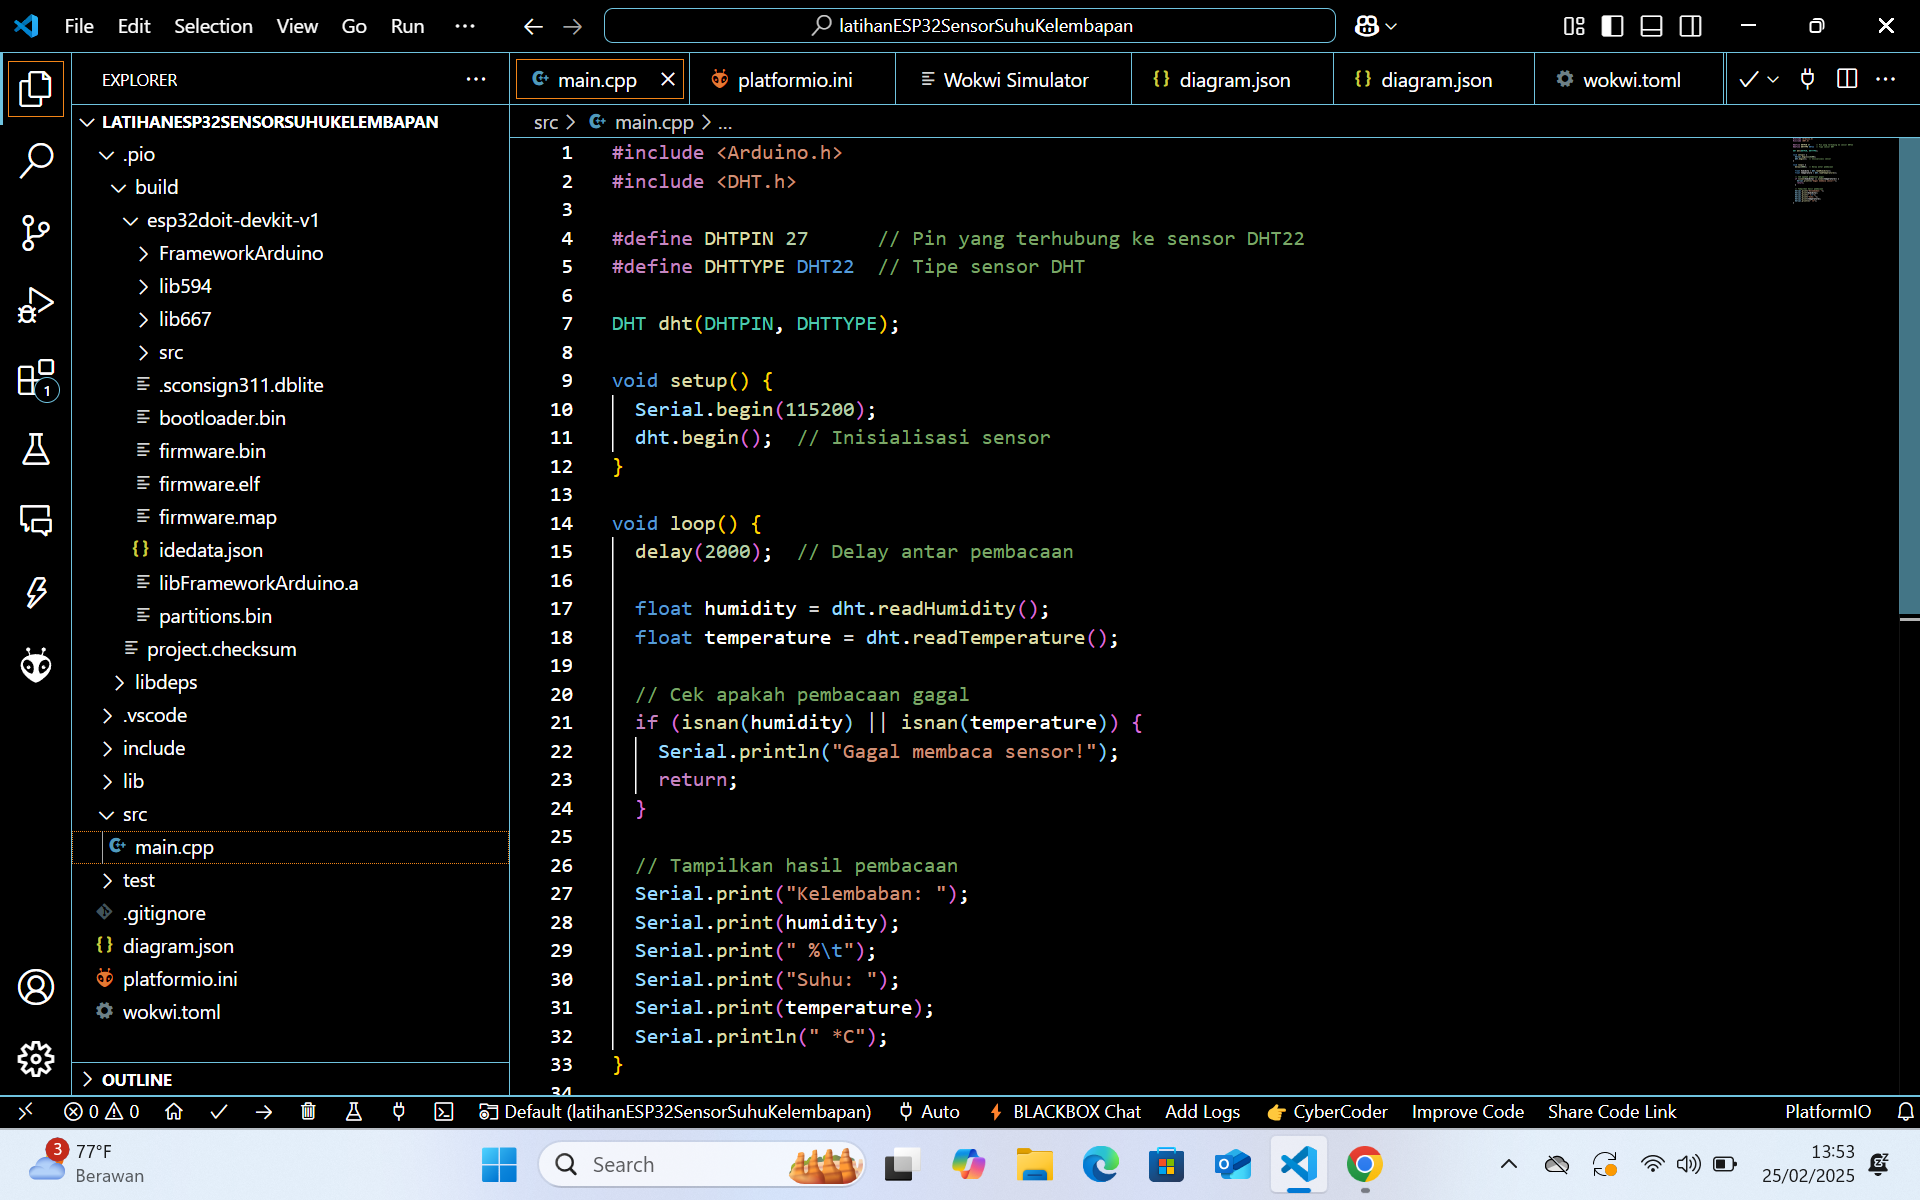 File Edit Selection View Go Run ··· latihanESP32SensorSuhuKelembapan
EXPLORER
LATIHANESP32SENSORSUHUKELEMBAPAN
.pio
build
esp32doit-devkit-v1
FrameworkArduino
lib594
lib667
src
.sconsign311.dblite
bootloader.bin
firmware.bin
firmware.elf
firmware.map
{} idedata.json
libFrameworkArduino.a
partitions.bin
project.checksum
libdeps
.vscode
include
lib
src
main.cpp
test
.gitignore
{} diagram.json
platformio.ini
wokwi.toml
OUTLINE
1
main.cpp platformio.ini Wokwi Simulator {} diagram.json {} diagram.json wokwi.toml
src > main.cpp > ...
1 #include <Arduino.h>
2 #include <DHT.h>
3
4 #define DHTPIN 27 // Pin yang terhubung ke sensor DHT22
5 #define DHTTYPE DHT22 // Tipe sensor DHT
6
7 DHT dht(DHTPIN, DHTTYPE);
8
9 void setup() {
10 Serial.begin(115200);
11 dht.begin(); // Inisialisasi sensor
12 }
13
14 void loop() {
15 delay(2000); // Delay antar pembacaan
16
17 float humidity = dht.readHumidity();
18 float temperature = dht.readTemperature();
19
20 // Cek apakah pembacaan gagal
21 if (isnan(humidity) || isnan(temperature)) {
22 Serial.println("Gagal membaca sensor!");
23 return;
24 }
25
26 // Tampilkan hasil pembacaan
27 Serial.print("Kelembaban: ");
28 Serial.print(humidity);
29 Serial.print(" %\t");
30 Serial.print("Suhu: ");
31 Serial.print(temperature);
32 Serial.println(" *C");
33 }
34
0 0 Default (latihanESP32SensorSuhuKelembapan) Auto BLACKBOX Chat Add Logs CyberCoder Improve Code Share Code Link PlatformIO
3 77°F
Berawan
Search
13:53
25/02/2025